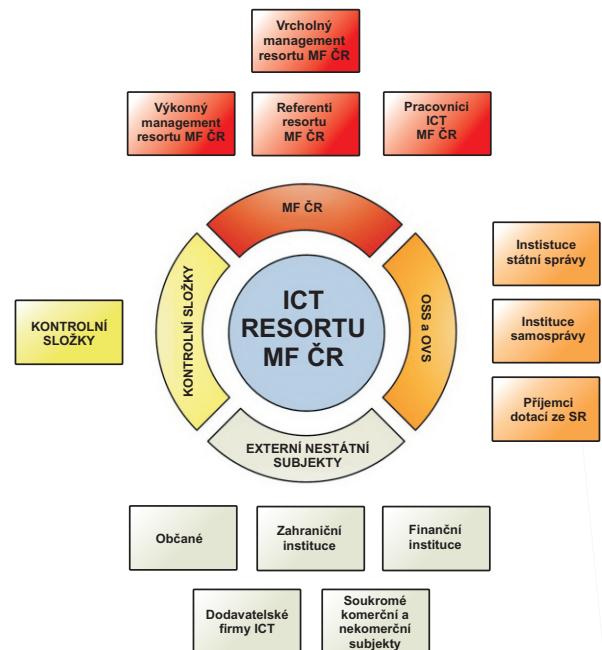 Vrcholný
management
resortu MF ČR
Výkonný
management
resortu MF ČR
Referenti
resortu
MF ČR
Pracovníci
ICT
MF ČR
MF ČR
KONTROLNÍ SLOŽKY
ICT
RESORTU
MF ČR
OSS a OVS
EXTERNÍ NESTÁTNÍ
SUBJEKTY
KONTROLNÍ
SLOŽKY
Instistuce
státní správy
Instituce
samosprávy
Příjemci
dotací ze SR
Občané
Zahraniční
instituce
Finanční
instituce
Dodavatelské
firmy ICT
Soukromé
komerční a
nekomerční
subjekty